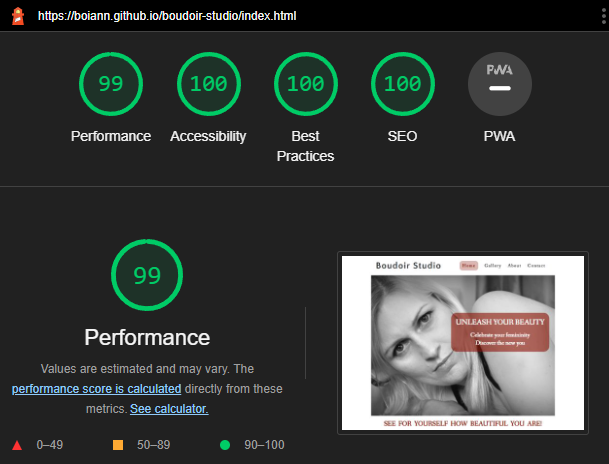 https://boiann.github.io/boudoir-studio/index.html
99 100 100 100 PWA
Performance Accessibility Best Practices SEO PWA
99
Performance
Values are estimated and may vary. The
performance score is calculated directly from these
metrics. See calculator.
0–49 50–89 90–100
Boudoir Studio Home Gallery About Contact
UNLEASH YOUR BEAUTY
Celebrate your femininity
Discover the new you
SEE FOR YOURSELF HOW BEAUTIFUL YOU ARE!